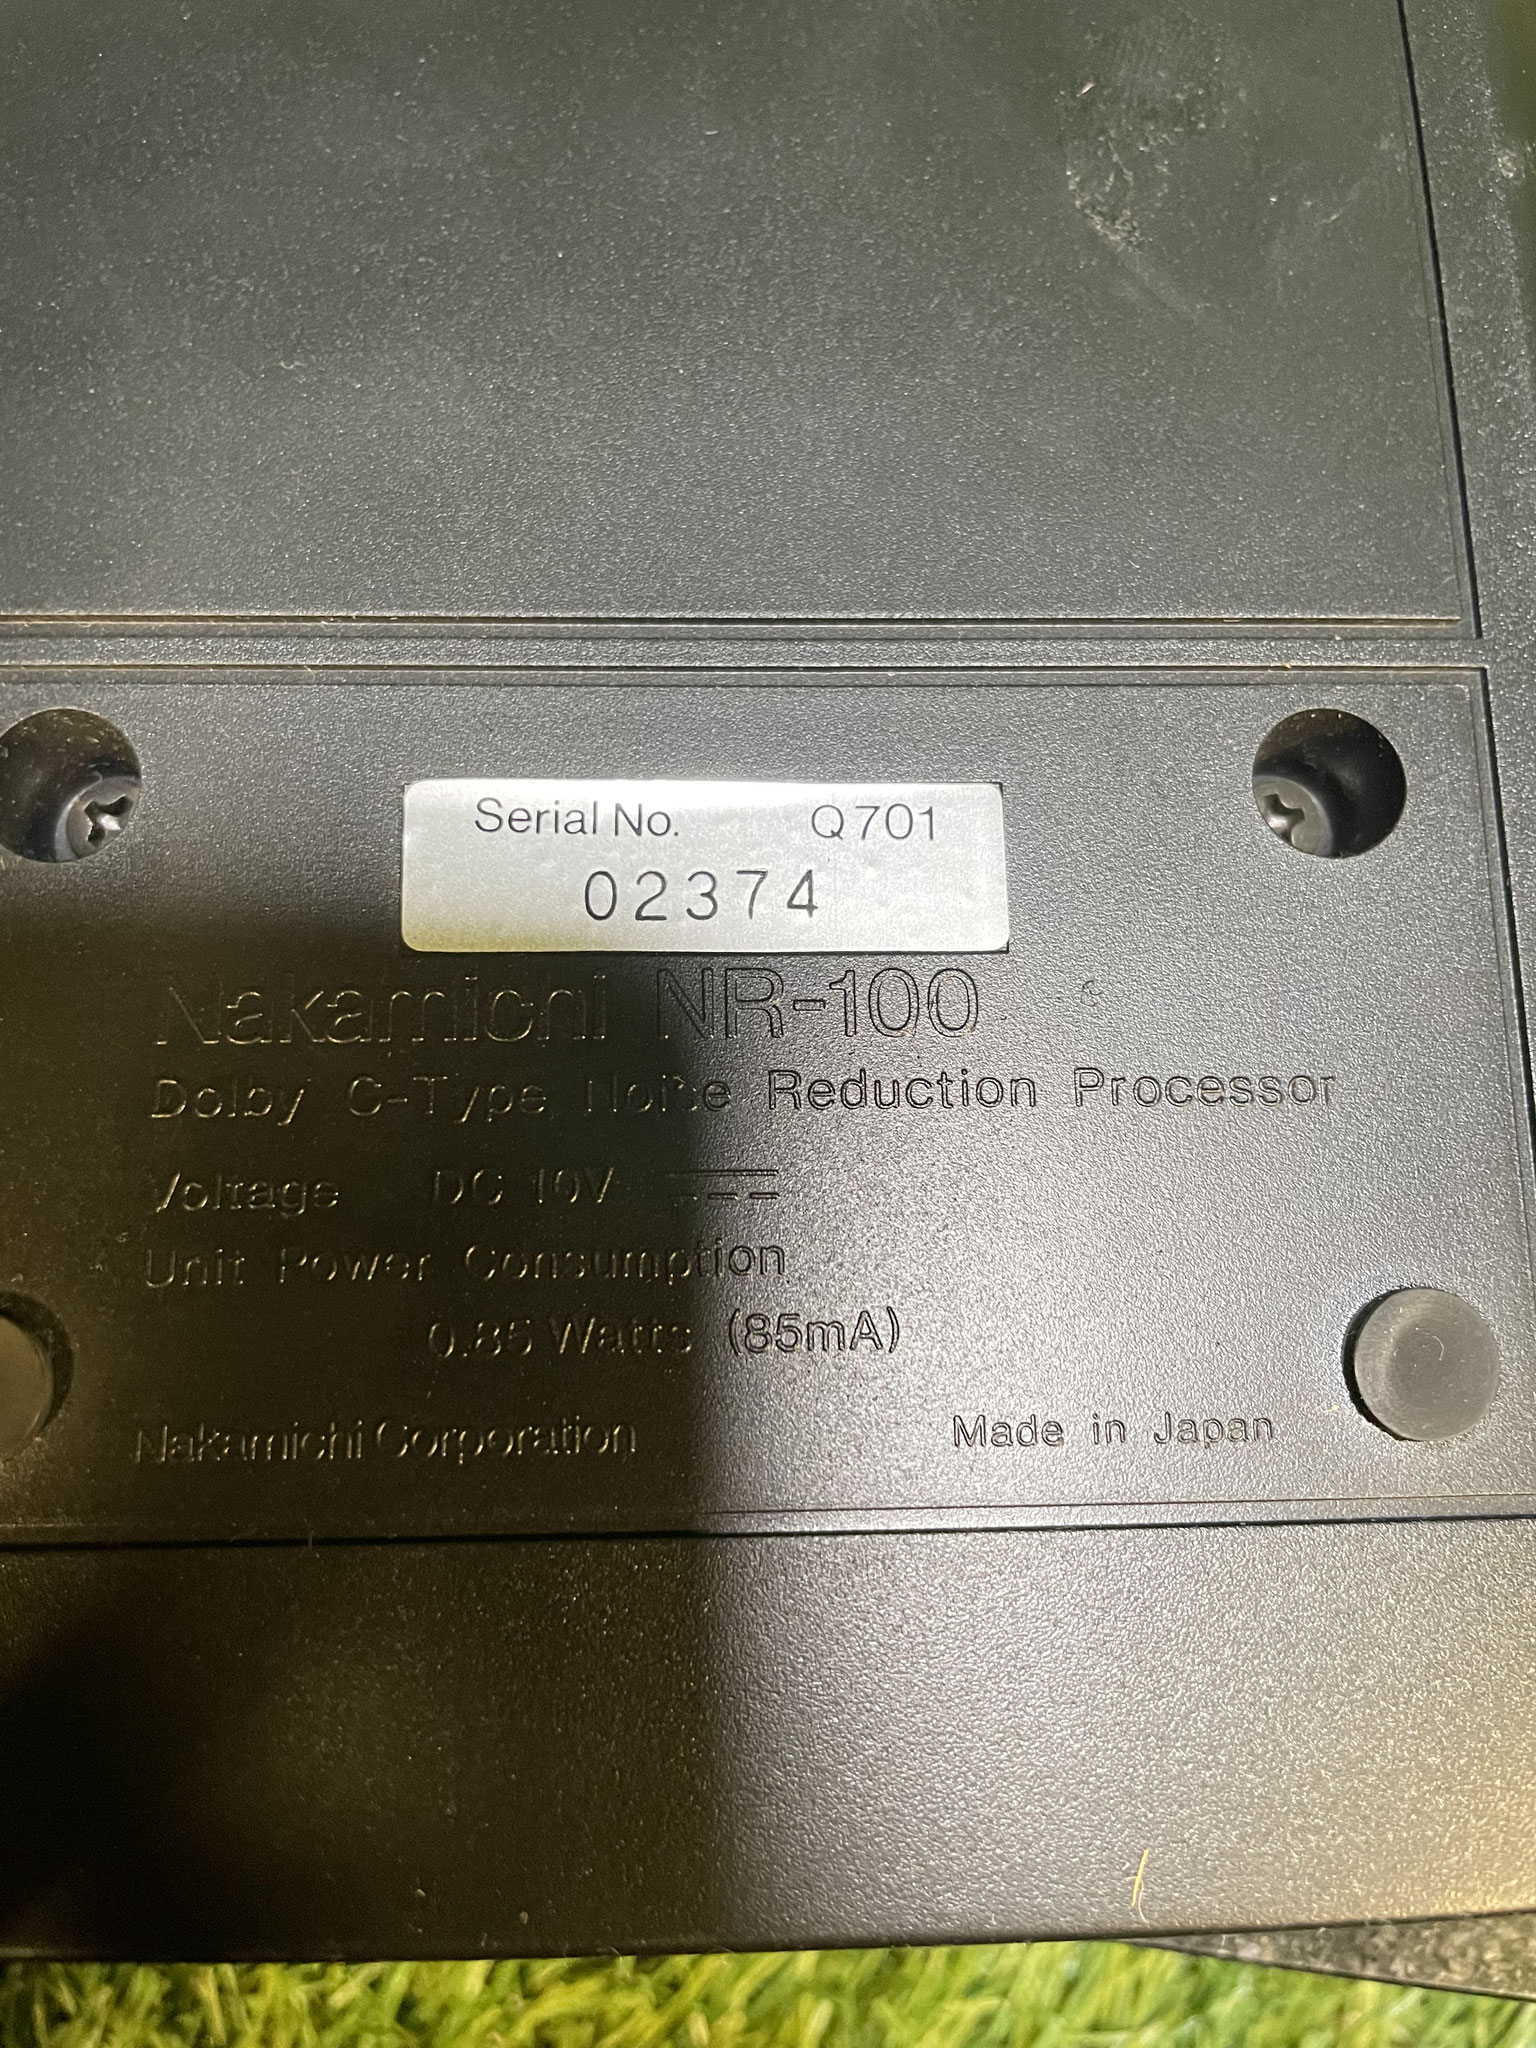 Serial No. Q701
02374
Nakamichi NR-100
Dolby C-Type Noise Reduction Processor
Voltage DC 10V
Unit Power Consumption
0.85 Watts (85mA)
Nakamichi Corporation Made in Japan